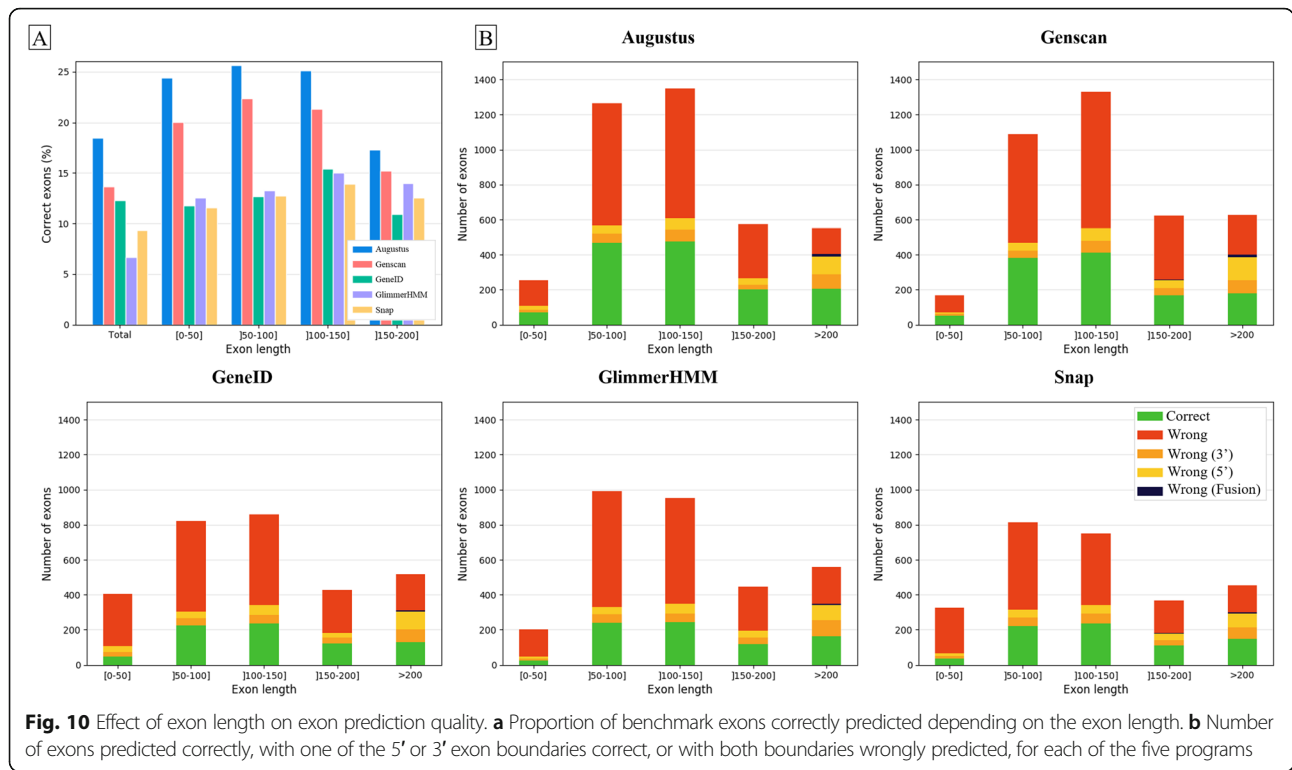 A
Correct exons (%)
25
20
15
10
5
0
Total
[0-50]
]50-100]
]100-150]
]150-200]
Exon length
Augustus
Genscan
GeneID
GlimmerHMM
Snap
B
Augustus
Number of exons
1400
1200
1000
800
600
400
200
0
[0-50]
]50-100]
]100-150]
]150-200]
>200
Exon length
Genscan
Number of exons
1400
1200
1000
800
600
400
200
0
[0-50]
]50-100]
]100-150]
]150-200]
>200
Exon length
GeneID
Number of exons
1400
1200
1000
800
600
400
200
0
[0-50]
]50-100]
]100-150]
]150-200]
>200
Exon length
GlimmerHMM
Number of exons
1400
1200
1000
800
600
400
200
0
[0-50]
]50-100]
]100-150]
]150-200]
>200
Exon length
Snap
Number of exons
1400
1200
1000
800
600
400
200
0
[0-50]
]50-100]
]100-150]
]150-200]
>200
Exon length
Correct
Wrong
Wrong (3’)
Wrong (5’)
Wrong (Fusion)
Fig. 10 Effect of exon length on exon prediction quality. a Proportion of benchmark exons correctly predicted depending on the exon length. b Number
of exons predicted correctly, with one of the 5′ or 3′ exon boundaries correct, or with both boundaries wrongly predicted, for each of the five programs